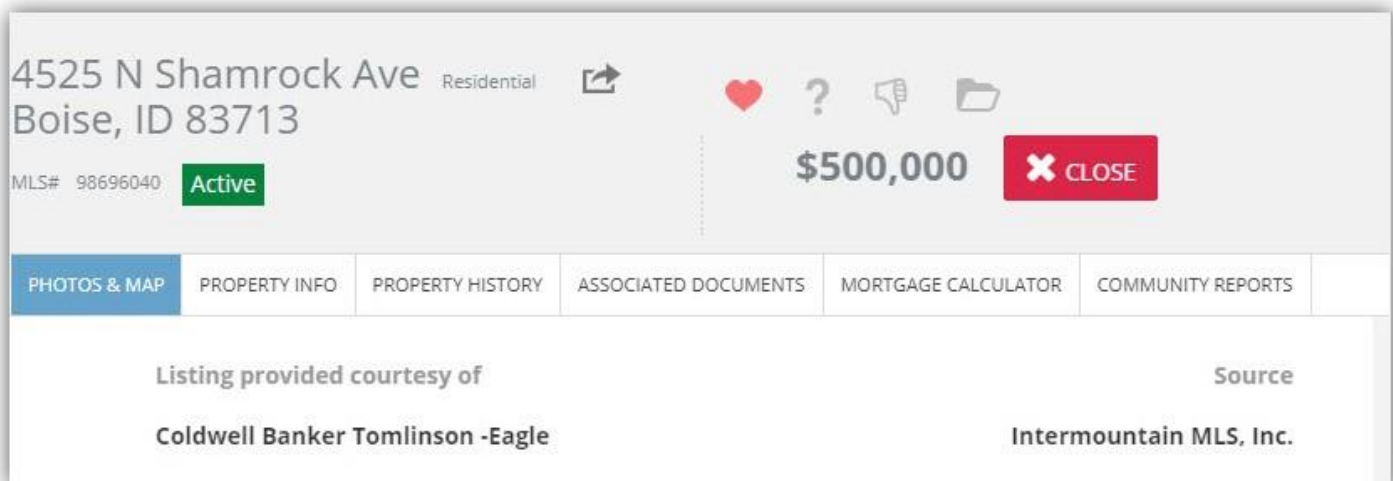 4525 N Shamrock Ave Residential
Boise, ID 83713
MLS# 98696040 Active
?
$500,000 CLOSE
PHOTOS & MAP PROPERTY INFO PROPERTY HISTORY ASSOCIATED DOCUMENTS MORTGAGE CALCULATOR COMMUNITY REPORTS
Listing provided courtesy of Source
Coldwell Banker Tomlinson -Eagle Intermountain MLS, Inc.